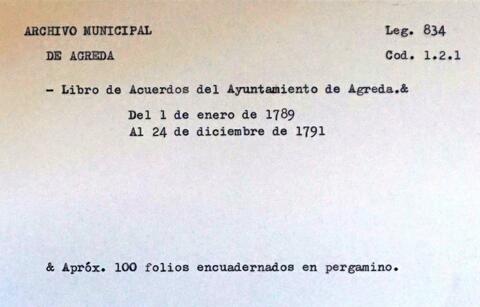 ARCHIVO MUNICIPAL Leg. 834
DE AGREDA Cod. 1.2.1
- Libro de Acuerdos del Ayuntamiento de Agreda.&
Del 1 de enero de 1789
Al 24 de diciembre de 1791
& Apróx. 100 folios encuadernados en pergamino.